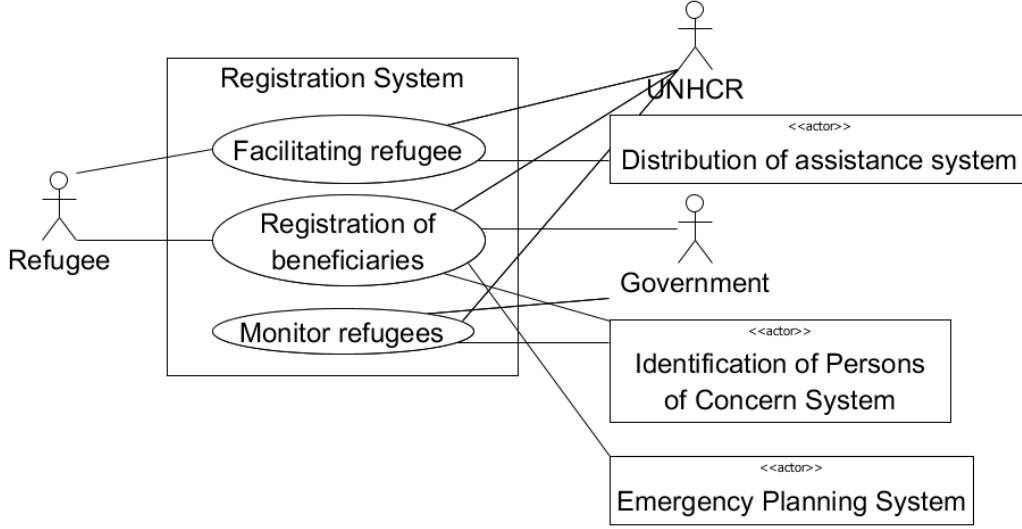 UNHCR
Registration System
<<actor>>
Distribution of assistance system
Facilitating refugee
Refugee
Registration of
beneficiaries
Government
Monitor refugees
<<actor>>
Identification of Persons
of Concern System
<<actor>>
Emergency Planning System